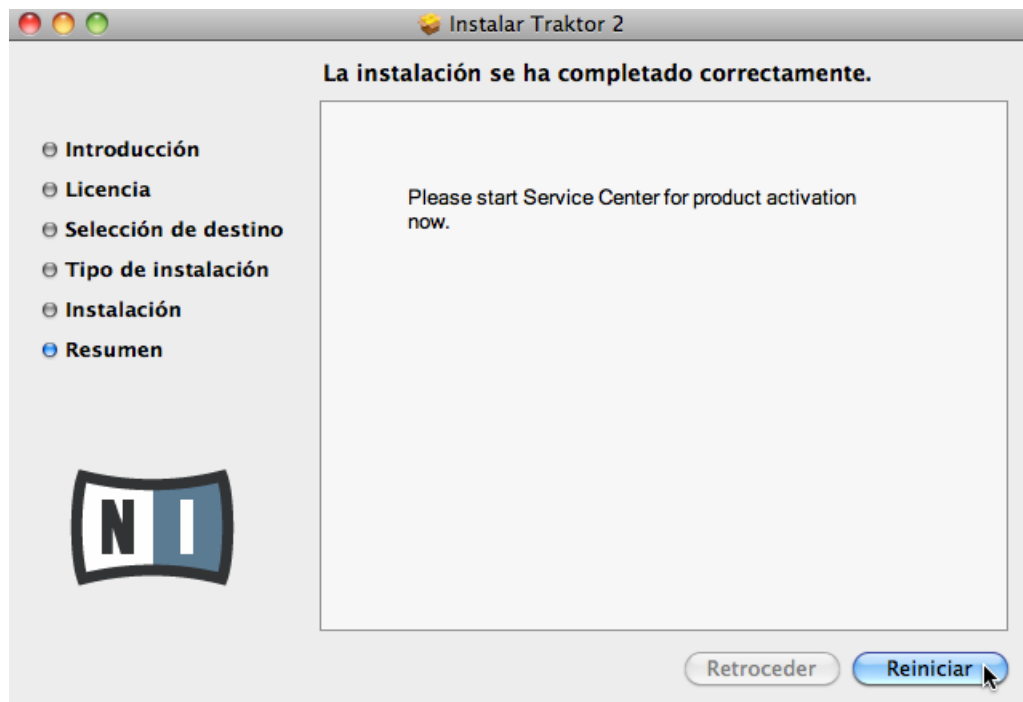 Instalar Traktor 2
La instalación se ha completado correctamente.
Introducción
Licencia
Selección de destino
Tipo de instalación
Instalación
Resumen
Please start Service Center for product activation
now.
NI
Retroceder
Reiniciar